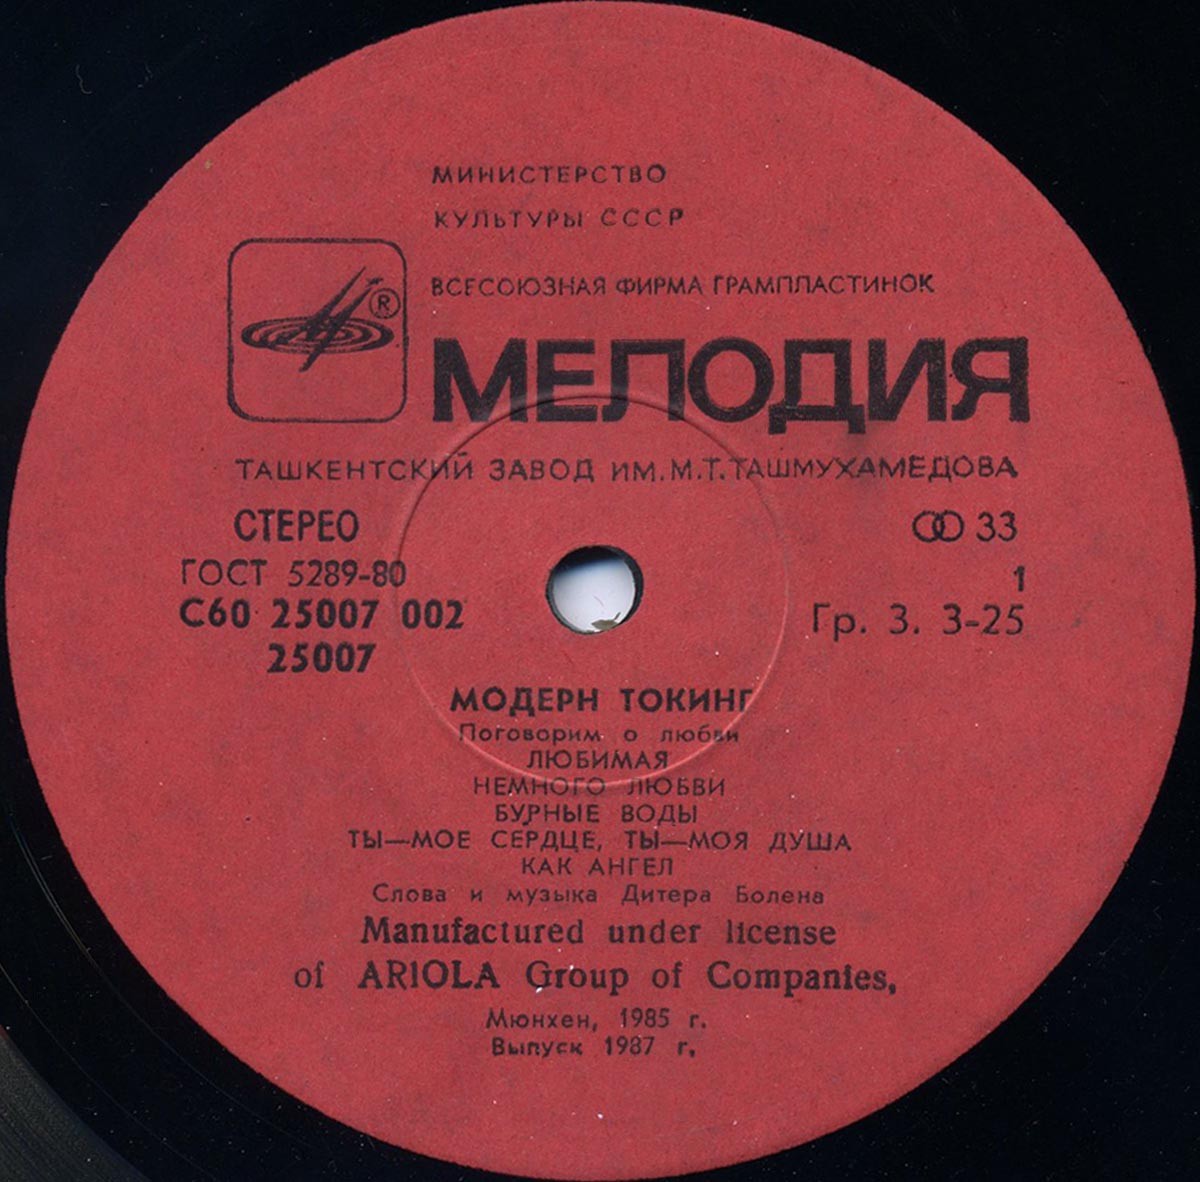 МИНИСТЕРСТВО
КУЛЬТУРЫ СССР
ВСЕСОЮЗНАЯ ФИРМА ГРАМПЛАСТИНОК
®
МЕЛОДИЯ
ТАШКЕНТСКИЙ ЗАВОД ИМ. М. Т. ТАШМУХАМЕДОВА
СТЕРЕО 33
ГОСТ 5289-80 1
С60 25007 002 Гр. 3. 3-25
25007
МОДЕРН ТОКИНГ
Поговорим о любви
ЛЮБИМАЯ
НЕМНОГО ЛЮБВИ
БУРНЫЕ ВОДЫ
ТЫ—МОЕ СЕРДЦЕ, ТЫ—МОЯ ДУША
КАК АНГЕЛ
Слова и музыка Дитера Болена
Manufactured under license
of ARIOLA Group of Companies,
Мюнхен, 1985 г.
Выпуск 1987 г.